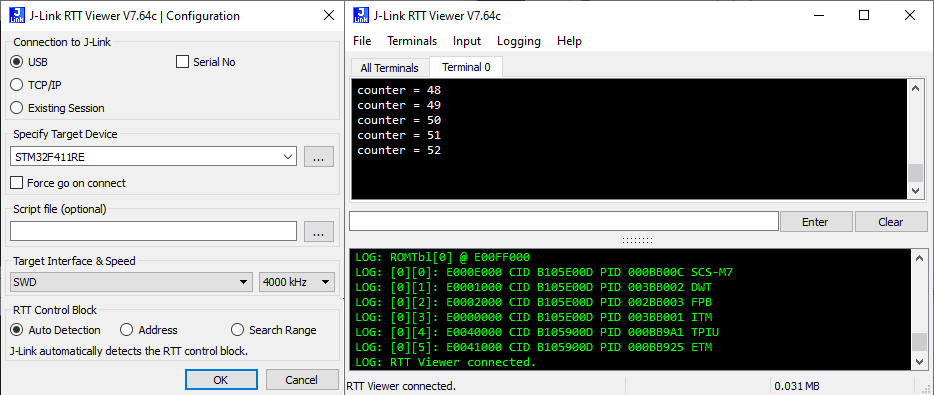 J-Link RTT Viewer V7.64c | Configuration
Connection to J-Link
USB
Serial No
TCP/IP
Existing Session
Specify Target Device
STM32F411RE
...
Force go on connect
Script file (optional)
...
Target Interface & Speed
SWD
4000 kHz
RTT Control Block
Auto Detection
Address
Search Range
J-Link automatically detects the RTT control block.
OK
Cancel
J-Link RTT Viewer V7.64c
File Terminals Input Logging Help
All Terminals Terminal 0
counter = 48
counter = 49
counter = 50
counter = 51
counter = 52
Enter
Clear
LOG: ROMTbl[0] @ E00FF000
LOG: [0][0]: E000E000 CID B105E00D PID 000BB00C SCS-M7
LOG: [0][1]: E0001000 CID B105E00D PID 003BB002 DWT
LOG: [0][2]: E0002000 CID B105E00D PID 002BB003 FPB
LOG: [0][3]: E0000000 CID B105E00D PID 003BB001 ITM
LOG: [0][4]: E0040000 CID B105900D PID 000BB9A1 TPIU
LOG: [0][5]: E0041000 CID B105900D PID 000BB925 ETM
LOG: RTT Viewer connected.
RTT Viewer connected.
0.031 MB